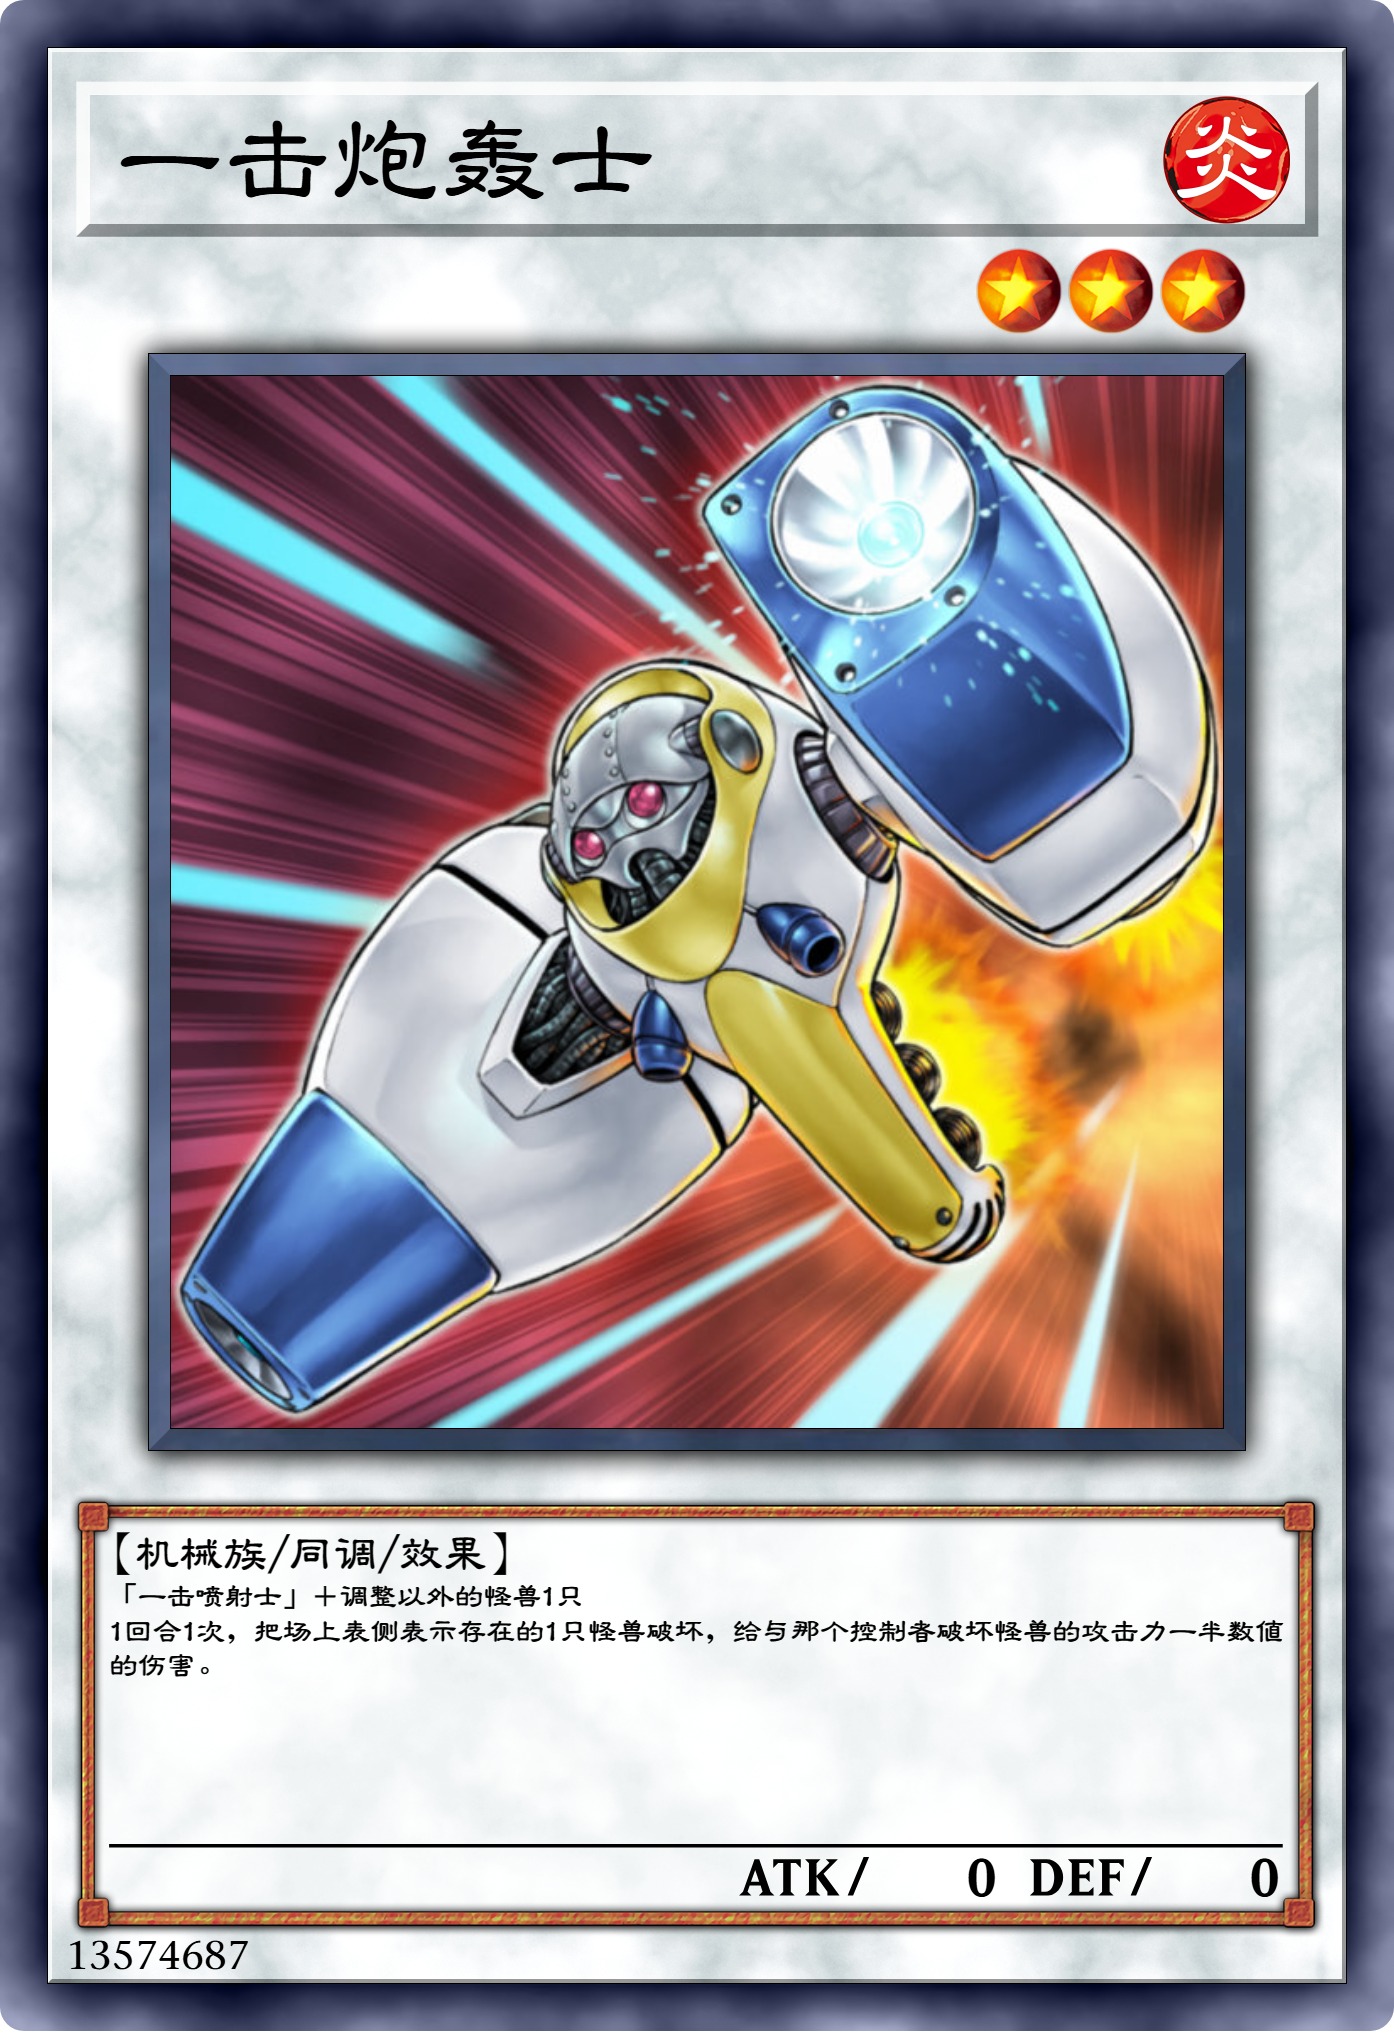 一击炮轰士
炎
【机械族/同调/效果】
「一击喷射士」＋调整以外的怪兽1只
1回合1次，把场上表侧表示存在的1只怪兽破坏，给与那个控制者破坏怪兽的攻击力一半数值
的伤害。
ATK/ 0 DEF/ 0
13574687